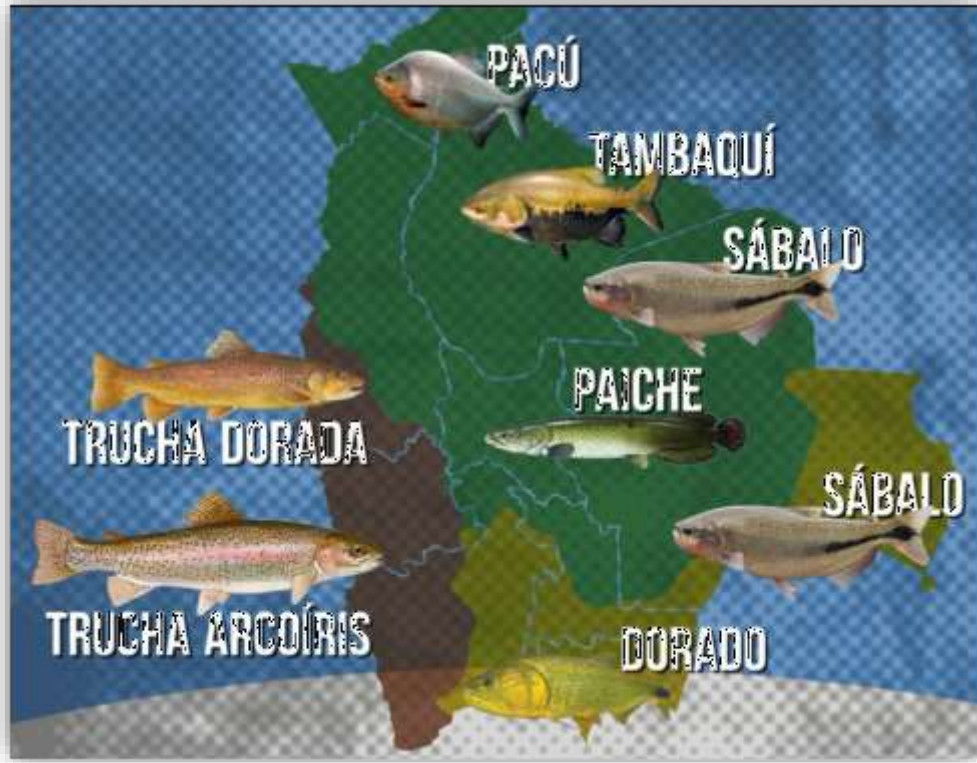 PACÚ
TAMBAQUÍ
SÁBALO
PAICHE
TRUCHA DORADA
SÁBALO
TRUCHA ARCOÍRIS
DORADO